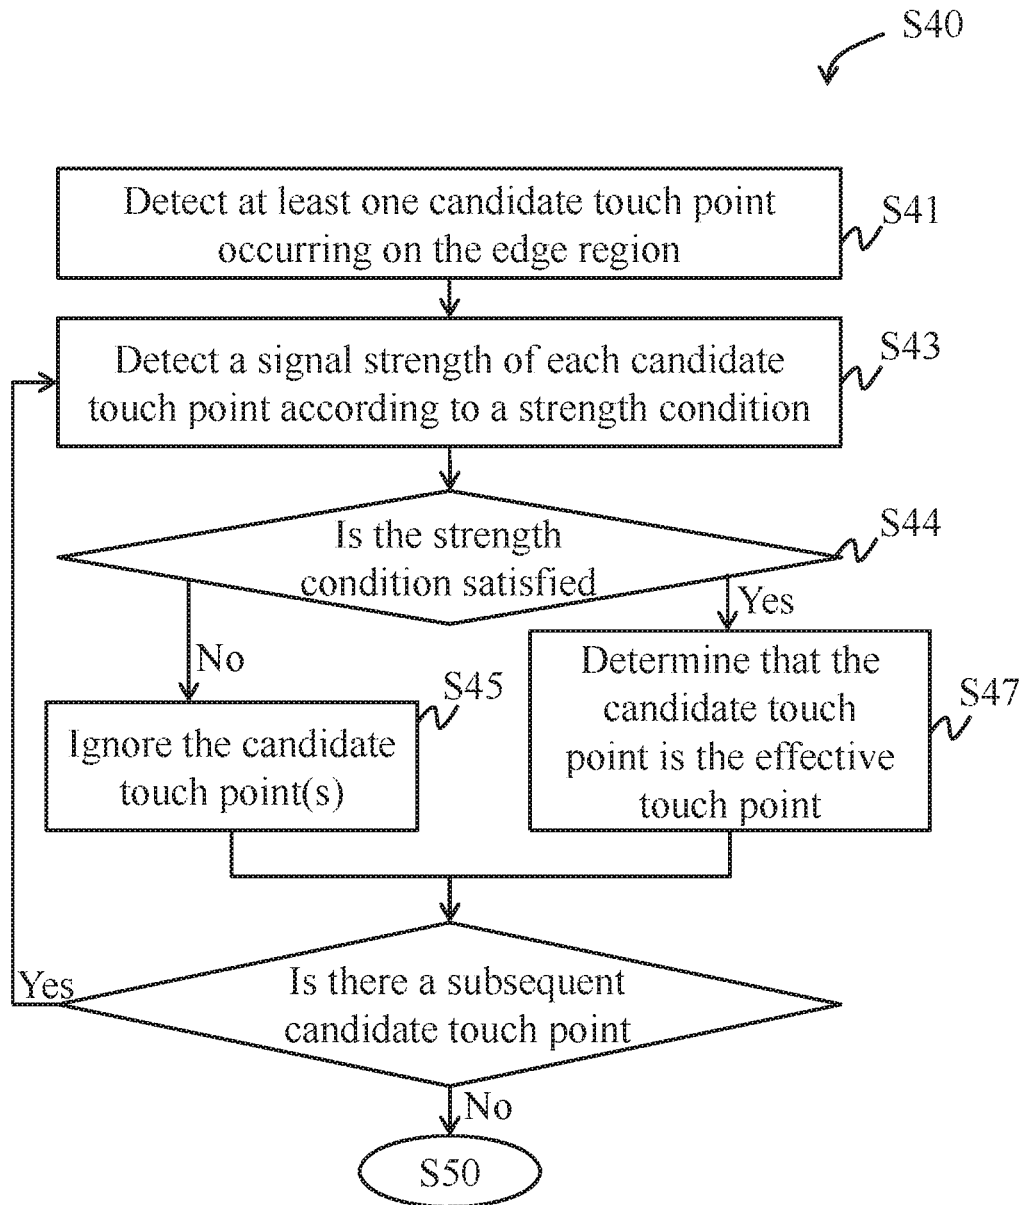 S40
Detect at least one candidate touch point
occurring on the edge region
S41
Detect a signal strength of each candidate
touch point according to a strength condition
S43
Is the strength
condition satisfied
S44
No
Yes
Ignore the candidate
touch point(s)
S45
Determine that the
candidate touch
point is the effective
touch point
S47
Is there a subsequent
candidate touch point
Yes
No
S50